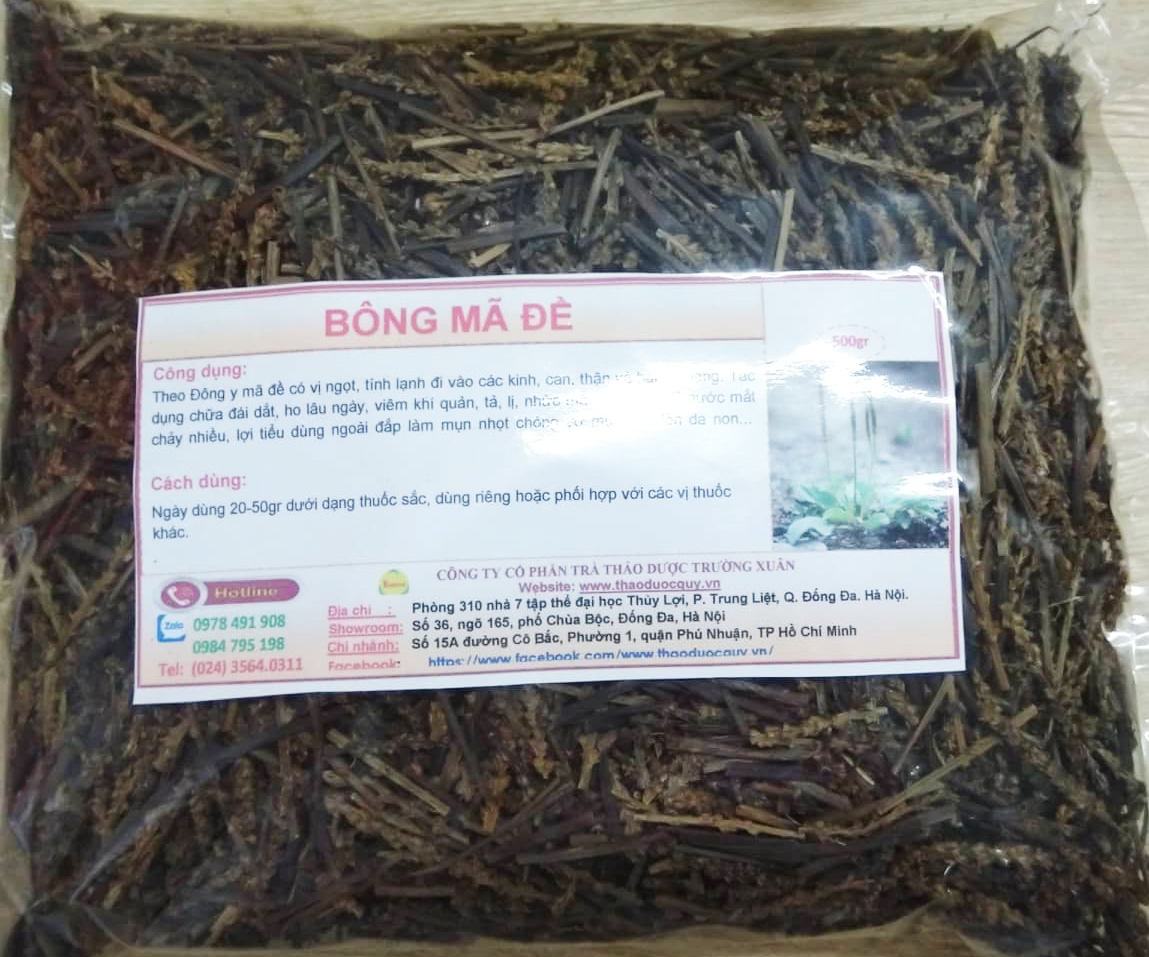 BÔNG MÃ ĐỀ
500gr
Công dụng:
Theo Đông y mã đề có vị ngọt, tính lạnh đi vào các kinh, can, thận
dụng chữa đái dắt, ho lâu ngày, viêm khí quản, tả, lị, nhức nước mắt
chảy nhiều, lợi tiểu dùng ngoài đắp làm mụn nhọt chóng da non...
Cách dùng:
Ngày dùng 20-50gr dưới dạng thuốc sắc, dùng riêng hoặc phối hợp với các vị thuốc
khác.
CÔNG TY CỔ PHẦN TRÀ THẢO DƯỢC TRƯỜNG XUÂN
Website: www.thaoduocquy.vn
Hotline
Zalo 0978 491 908
0984 795 198
Tel: (024) 3564.0311
Địa chỉ : Phòng 310 nhà 7 tập thể đại học Thủy Lợi, P. Trung Liệt, Q. Đống Đa. Hà Nội.
Showroom: Số 36, ngõ 165, phố Chùa Bộc, Đống Đa, Hà Nội
Chi nhánh: Số 15A đường Cô Bắc, Phường 1, quận Phú Nhuận, TP Hồ Chí Minh
Facebook: https://www.facebook.com/www.thaoduocquy.vn/